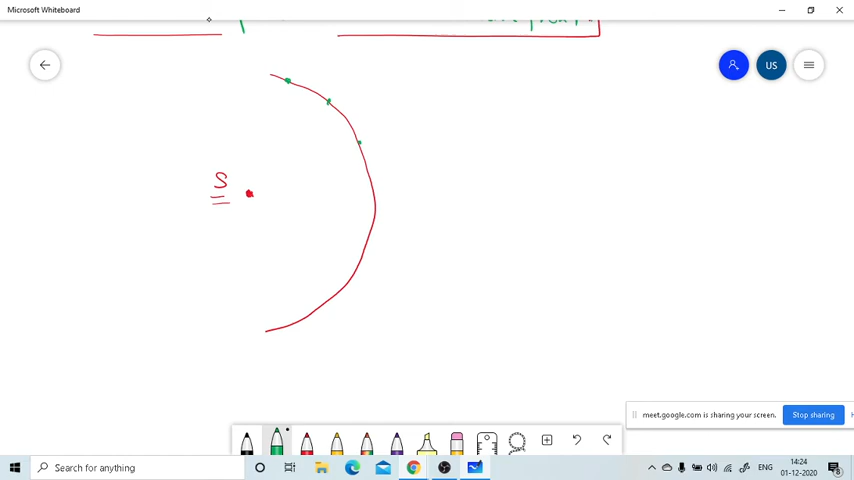 Microsoft Whiteboard
US
S
meet.google.com is sharing your screen.
Stop sharing
Search for anything
ENG
14:24
01-12-2020